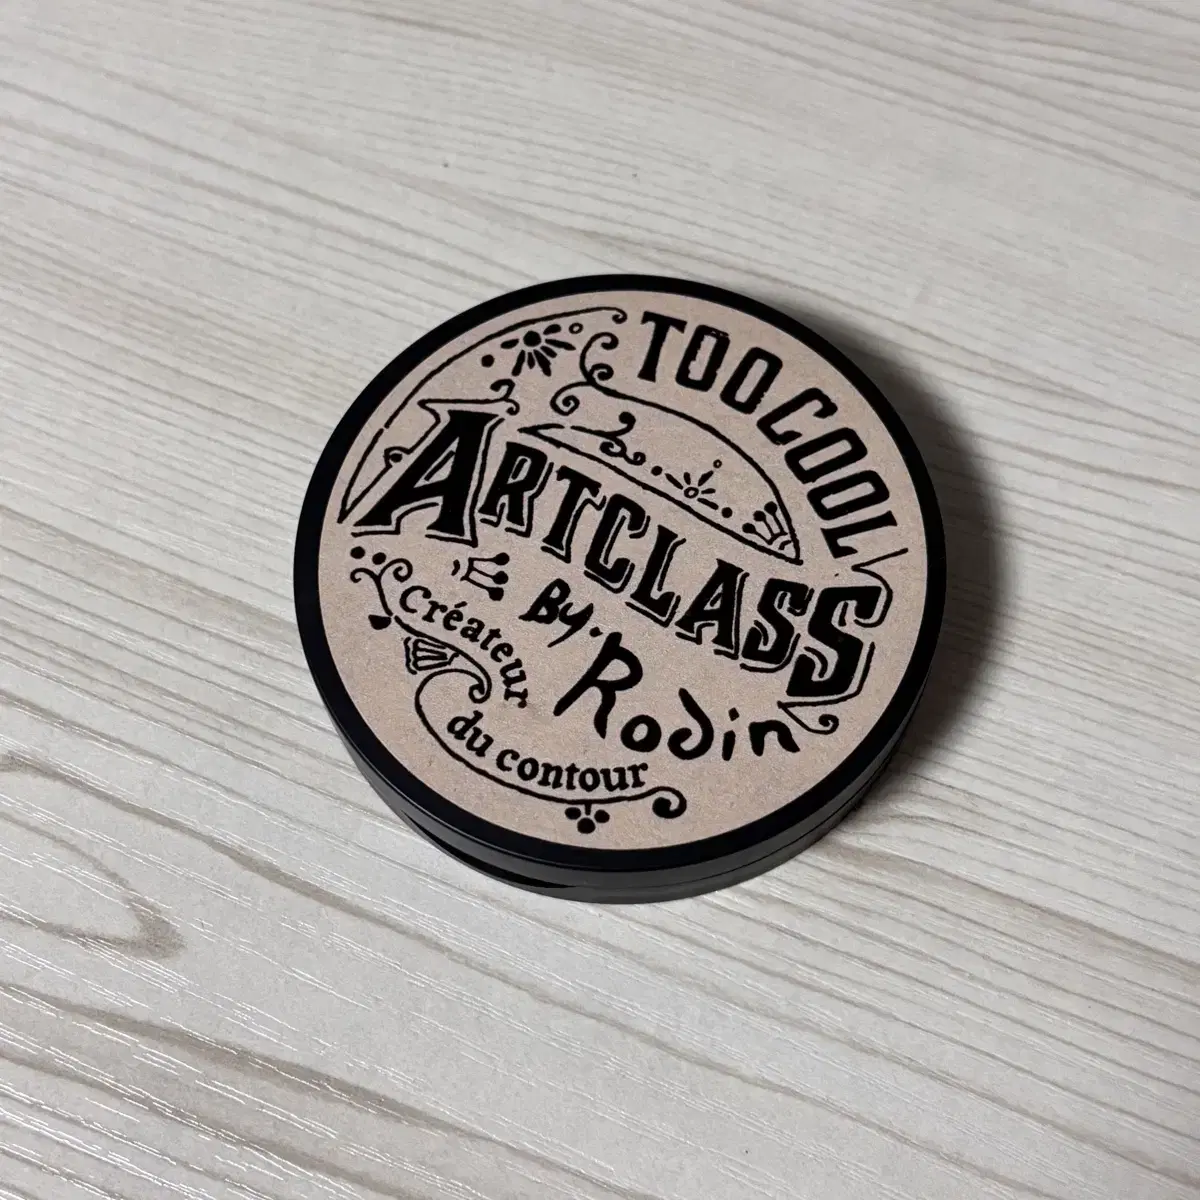 TOO COOL
ARTCLASS
By. Rodin
Créateur
du contour